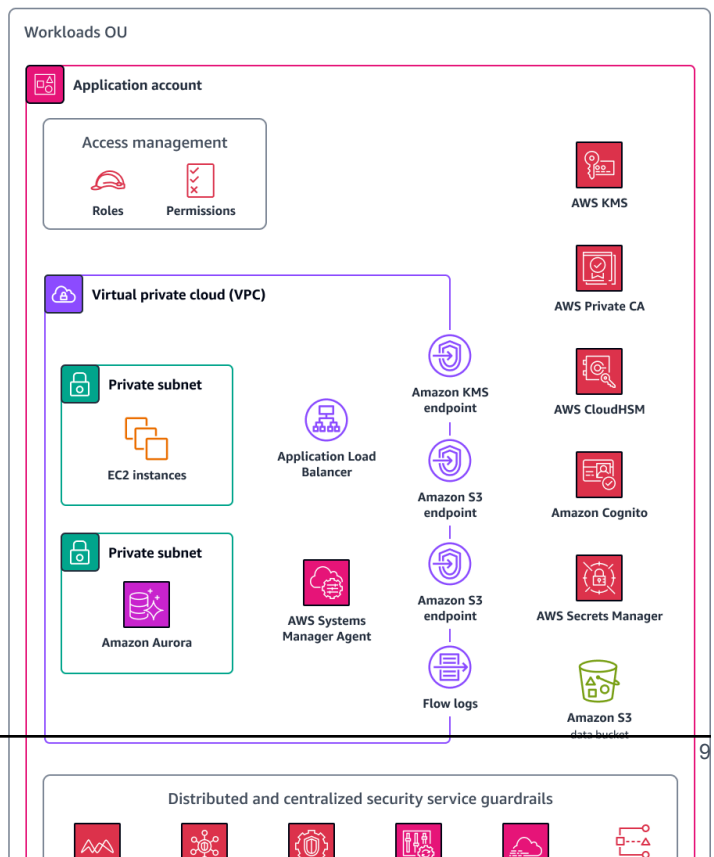 Workloads OU
Application account
Access management
Roles
Permissions
AWS KMS
Virtual private cloud (VPC)
AWS Private CA
Private subnet
EC2 instances
Application Load
Balancer
Amazon KMS
endpoint
AWS CloudHSM
Amazon S3
endpoint
Amazon Cognito
Private subnet
Amazon Aurora
AWS Systems
Manager Agent
Amazon S3
endpoint
AWS Secrets Manager
Flow logs
Amazon S3
data bucket
9
Distributed and centralized security service guardrails